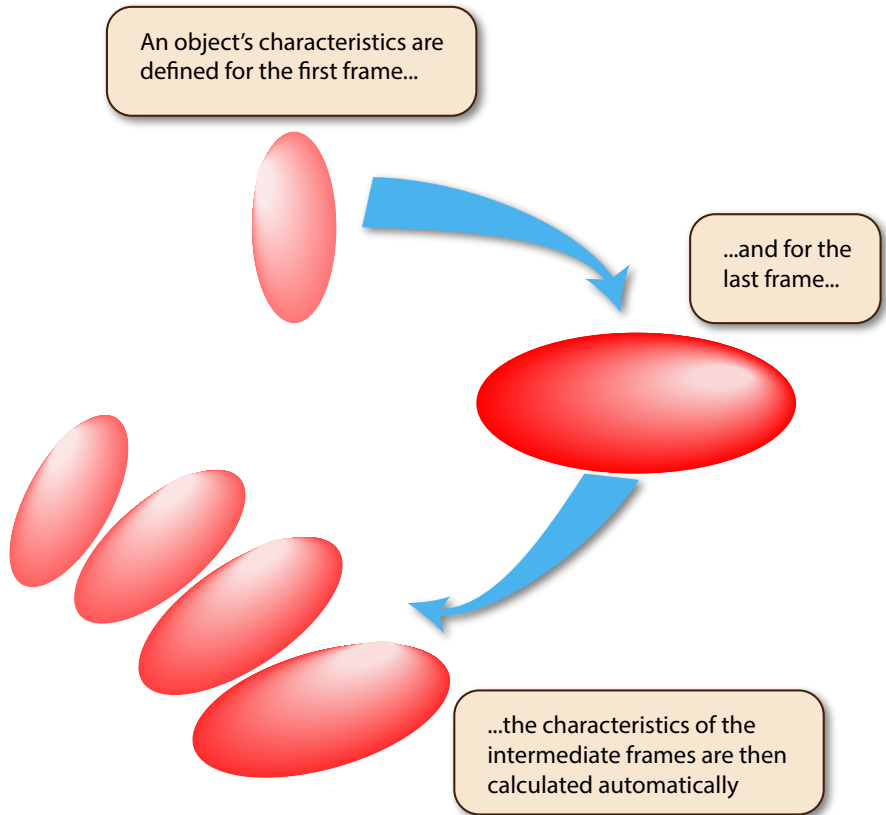 An object’s characteristics are
defined for the first frame...
...and for the
last frame...
...the characteristics of the
intermediate frames are then
calculated automatically